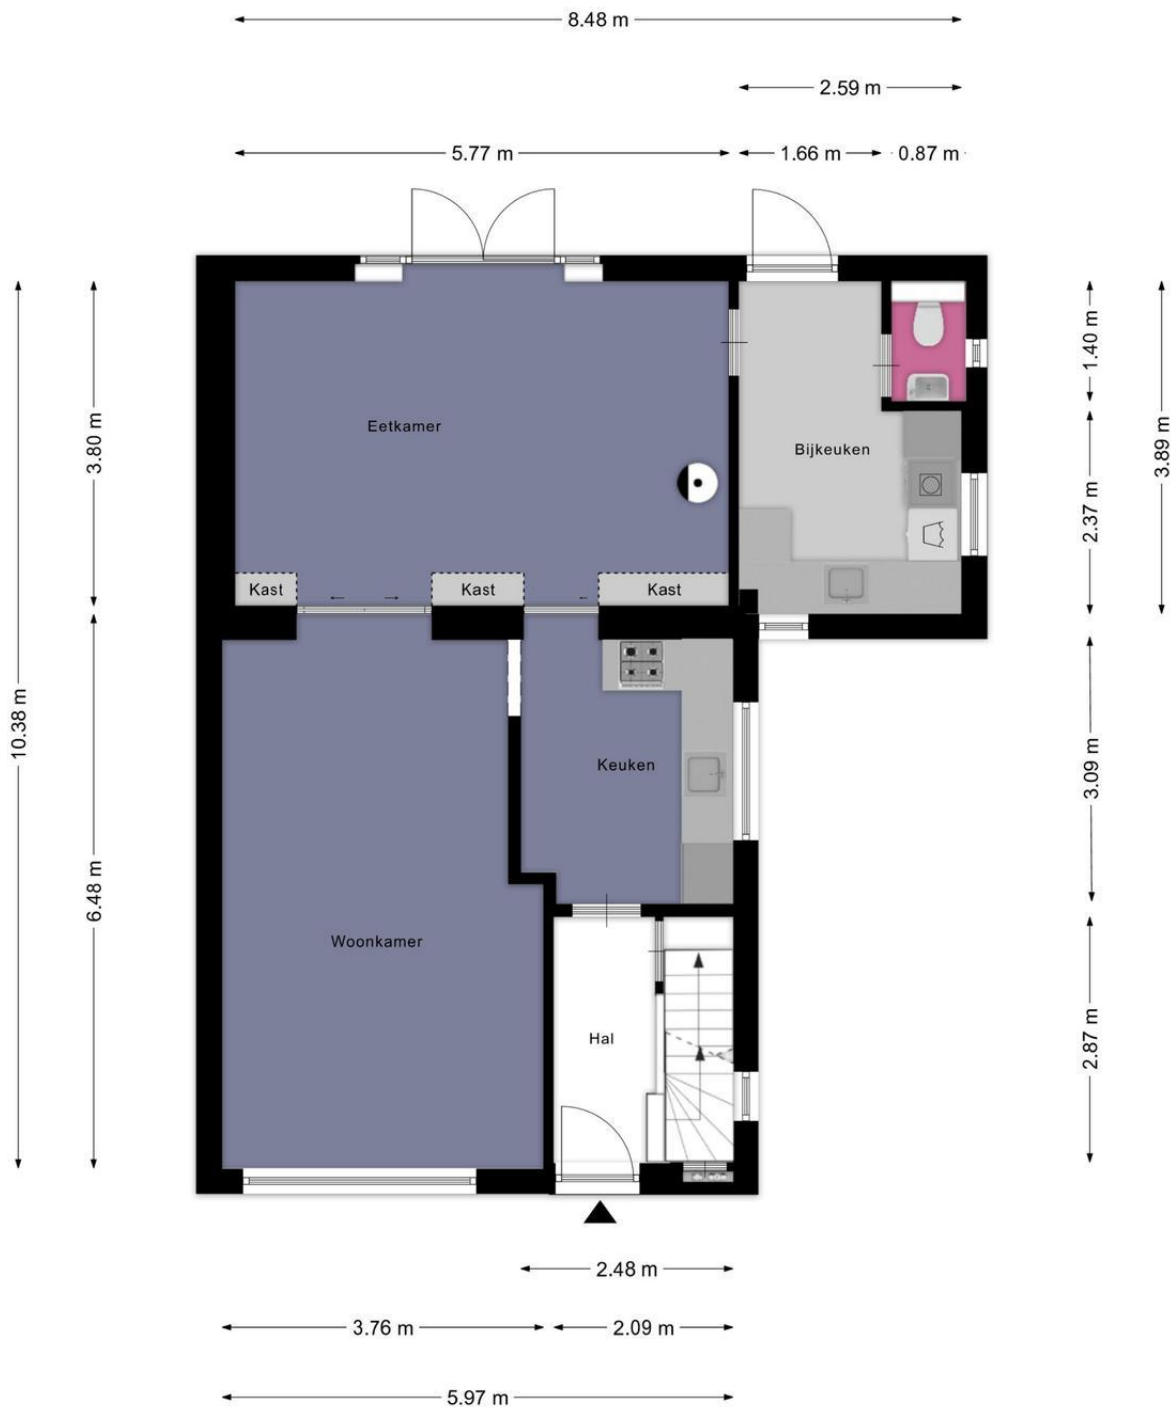 8.48 m
2.59 m
5.77 m
1.66 m
0.87 m
10.38 m
3.80 m
6.48 m
Eetkamer
Bijkeuken
Kast
Kast
Kast
Keuken
Woonkamer
Hal
1.40 m
2.37 m
3.89 m
3.09 m
2.87 m
2.48 m
3.76 m
2.09 m
5.97 m